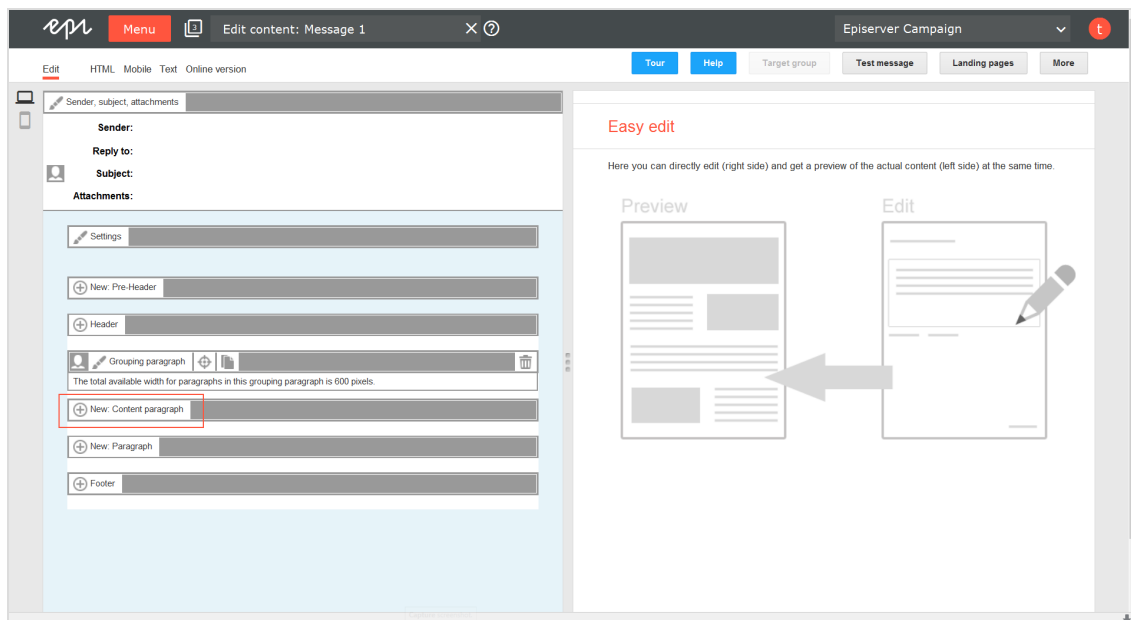 epi
Menu
3
Edit content: Message 1
Episerver Campaign
t
Edit
HTML
Mobile
Text
Online version
Tour
Help
Target group
Test message
Landing pages
More
Sender, subject, attachments
Sender:
Reply to:
Subject:
Attachments:
Settings
New: Pre-Header
Header
Grouping paragraph
The total available width for paragraphs in this grouping paragraph is 600 pixels.
New: Content paragraph
New: Paragraph
Footer
Easy edit
Here you can directly edit (right side) and get a preview of the actual content (left side) at the same time.
Preview
Edit